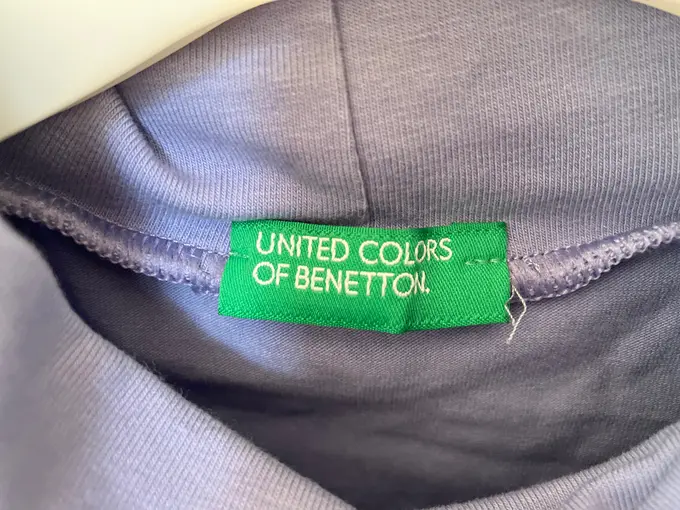 UNITED COLORS
OF BENETTON.